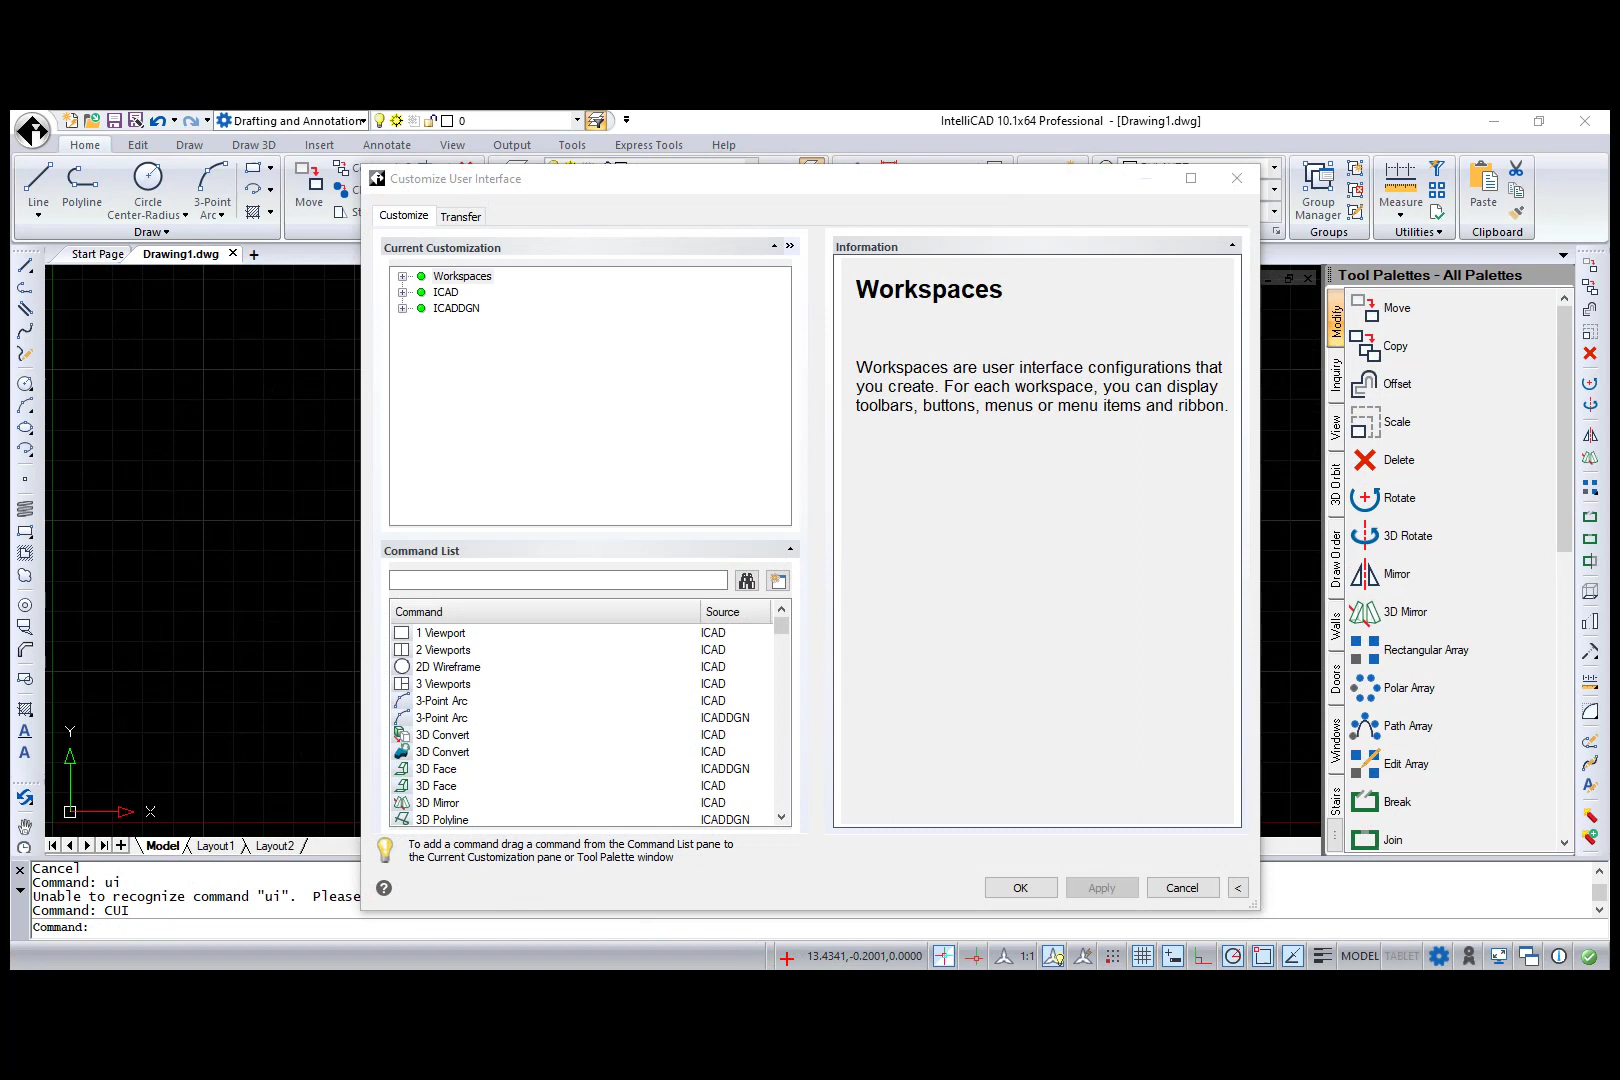 Drafting and Annotation
0
IntelliCAD 10.1x64 Professional - [Drawing1.dwg]
Home
Edit
Draw
Draw 3D
Insert
Annotate
View
Output
Tools
Express Tools
Help
Line
Polyline
Circle
Center-Radius
3-Point
Arc
Move
Draw
Group
Manager
Groups
Measure
Utilities
Paste
Clipboard
Start Page
Drawing1.dwg
Customize User Interface
Customize
Transfer
Current Customization
Workspaces
ICAD
ICADDGN
Command List
Command
Source
1 Viewport ICAD
2 Viewports ICAD
2D Wireframe ICAD
3 Viewports ICAD
3-Point Arc ICAD
3-Point Arc ICADDGN
3D Convert ICAD
3D Convert ICAD
3D Face ICADDGN
3D Face ICAD
3D Mirror ICAD
3D Polyline ICADDGN
To add a command drag a command from the Command List pane to
the Current Customization pane or Tool Palette window
Information
Workspaces
Workspaces are user interface configurations that
you create. For each workspace, you can display
toolbars, buttons, menus or menu items and ribbon.
OK
Apply
Cancel
<
Tool Palettes - All Palettes
Modify
Inquiry
View
3D Orbit
Draw Order
Walls
Doors
Windows
Stairs
Move
Copy
Offset
Scale
Delete
Rotate
3D Rotate
Mirror
3D Mirror
Rectangular Array
Polar Array
Path Array
Edit Array
Break
Join
Y
X
Model
Layout1
Layout2
Cancel
Command: ui
Unable to recognize command "ui". Please
Command: CUI
Command:
13.4341,-0.2001,0.0000
1:1
MODEL
TABLET